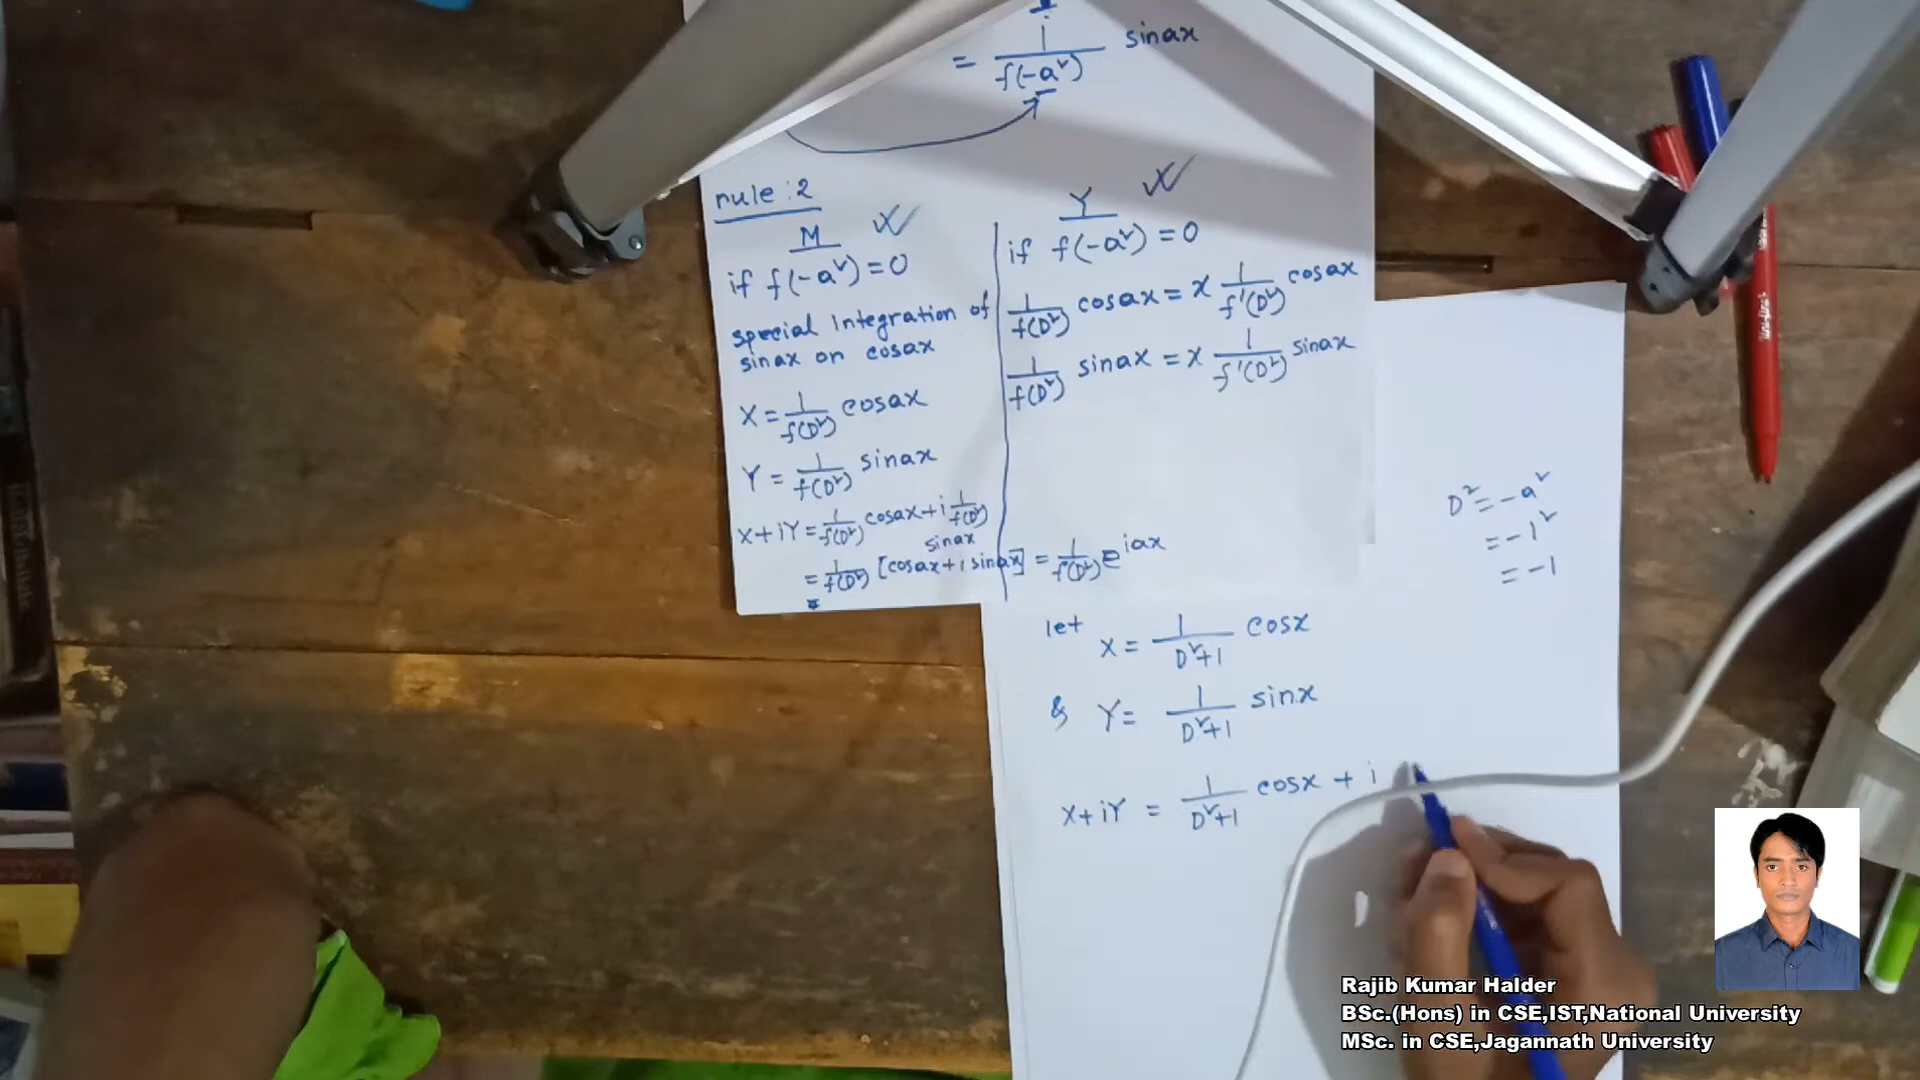 = 1/f(-a²) sinax
rule: 2
M
if f(-a²) = 0
special integration of
sinax or cosax
X = 1/f(D²) cosax
Y = 1/f(D²) sinax
X+iY = 1/f(D²) cosax + i 1/f(D²)
sinax
= 1/f(D²) [cosax + i sinax] = 1/f(D²) e^iax
Y
if f(-a²) = 0
1/f(D²) cosax = x 1/f'(D²) cosax
1/f(D²) sinax = x 1/f'(D²) sinax
D² = -a²
= -1²
= -1
let X = 1/D²+1 cosx
& Y = 1/D²+1 sinx
X+iY = 1/D²+1 cosx + i
Rajib Kumar Halder
BSc.(Hons) in CSE,IST,National University
MSc. in CSE,Jagannath University